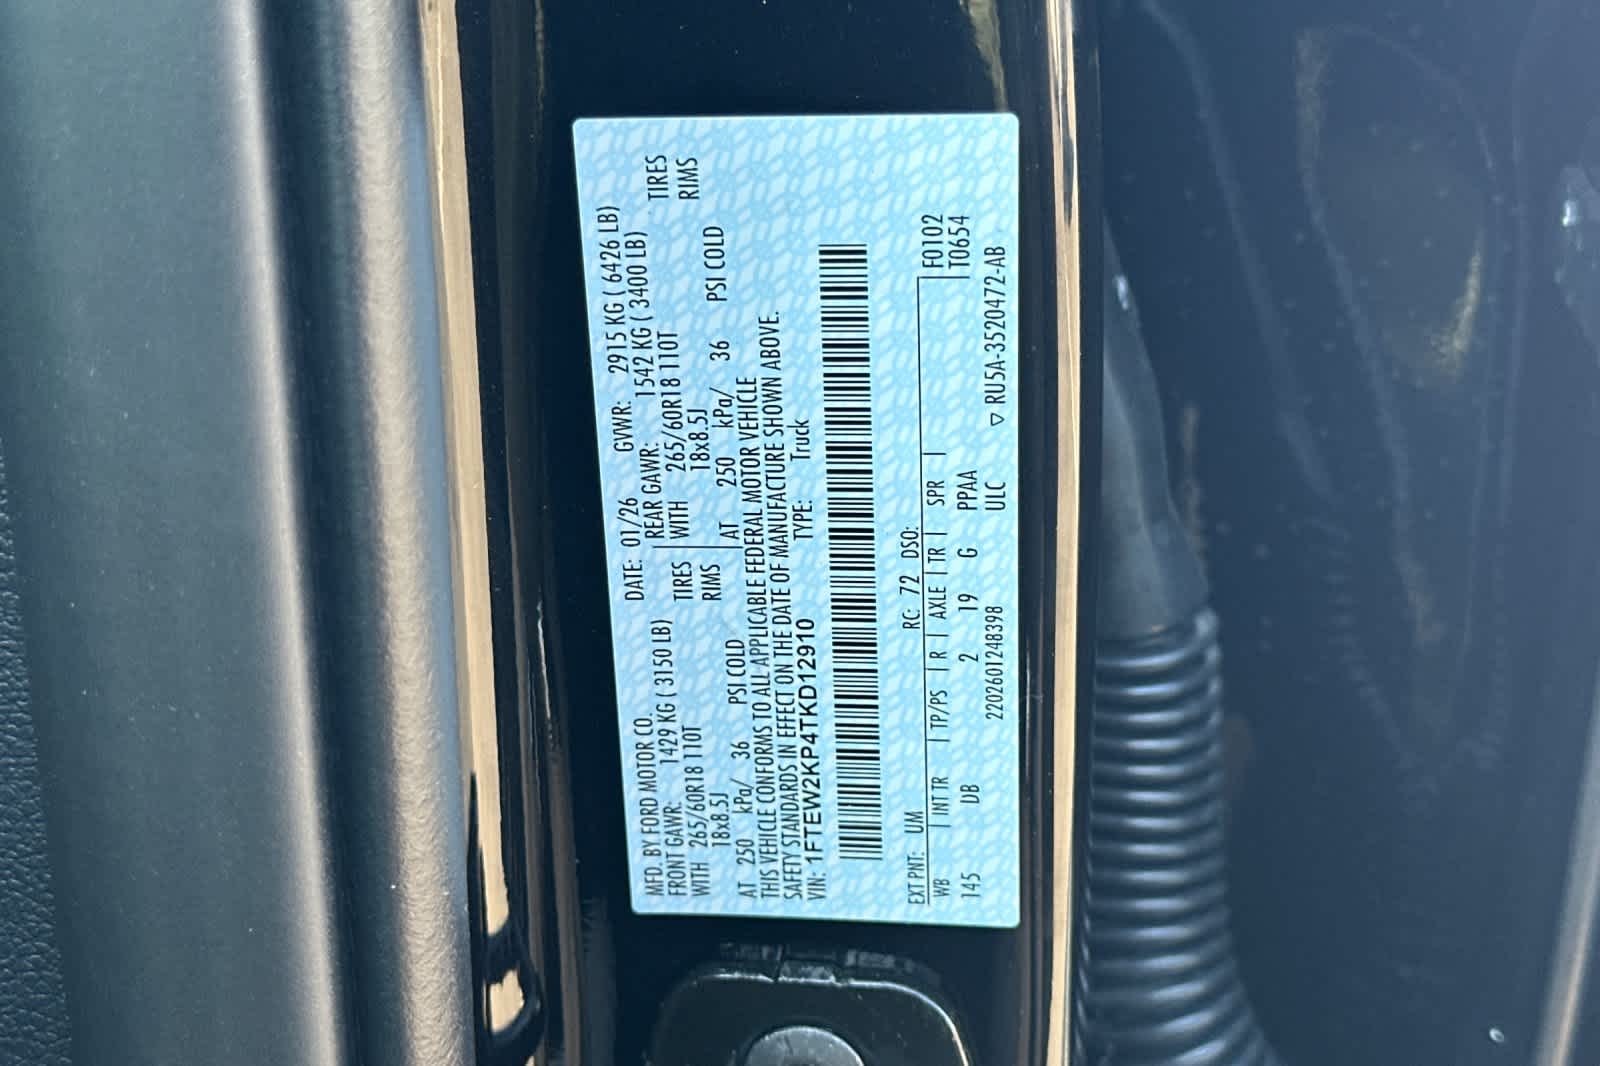 MFD. BY FORD MOTOR CO.
DATE: 01/26 GVWR: 2915 KG ( 6426 LB)
FRONT GAWR: 1429 KG ( 3150 LB) REAR GAWR: 1542 KG ( 3400 LB)
WITH 265/60R18 110T TIRES WITH 265/60R18 110T TIRES
18x8.5J RIMS 18x8.5J RIMS
AT 250 kPa/ 36 PSI COLD AT 250 kPa/ 36 PSI COLD
THIS VEHICLE CONFORMS TO ALL APPLICABLE FEDERAL MOTOR VEHICLE
SAFETY STANDARDS IN EFFECT ON THE DATE OF MANUFACTURE SHOWN ABOVE.
VIN: 1FTEW2KP4TKD12910 TYPE: Truck
EXT PNT: UM RC: 72 DSO: F0102
WB INT TR TP/PS R AXLE TR SPR T0654
145 DB 2 19 G PPAA
2202601248398 ULC ▽ RU5A-3520472-AB